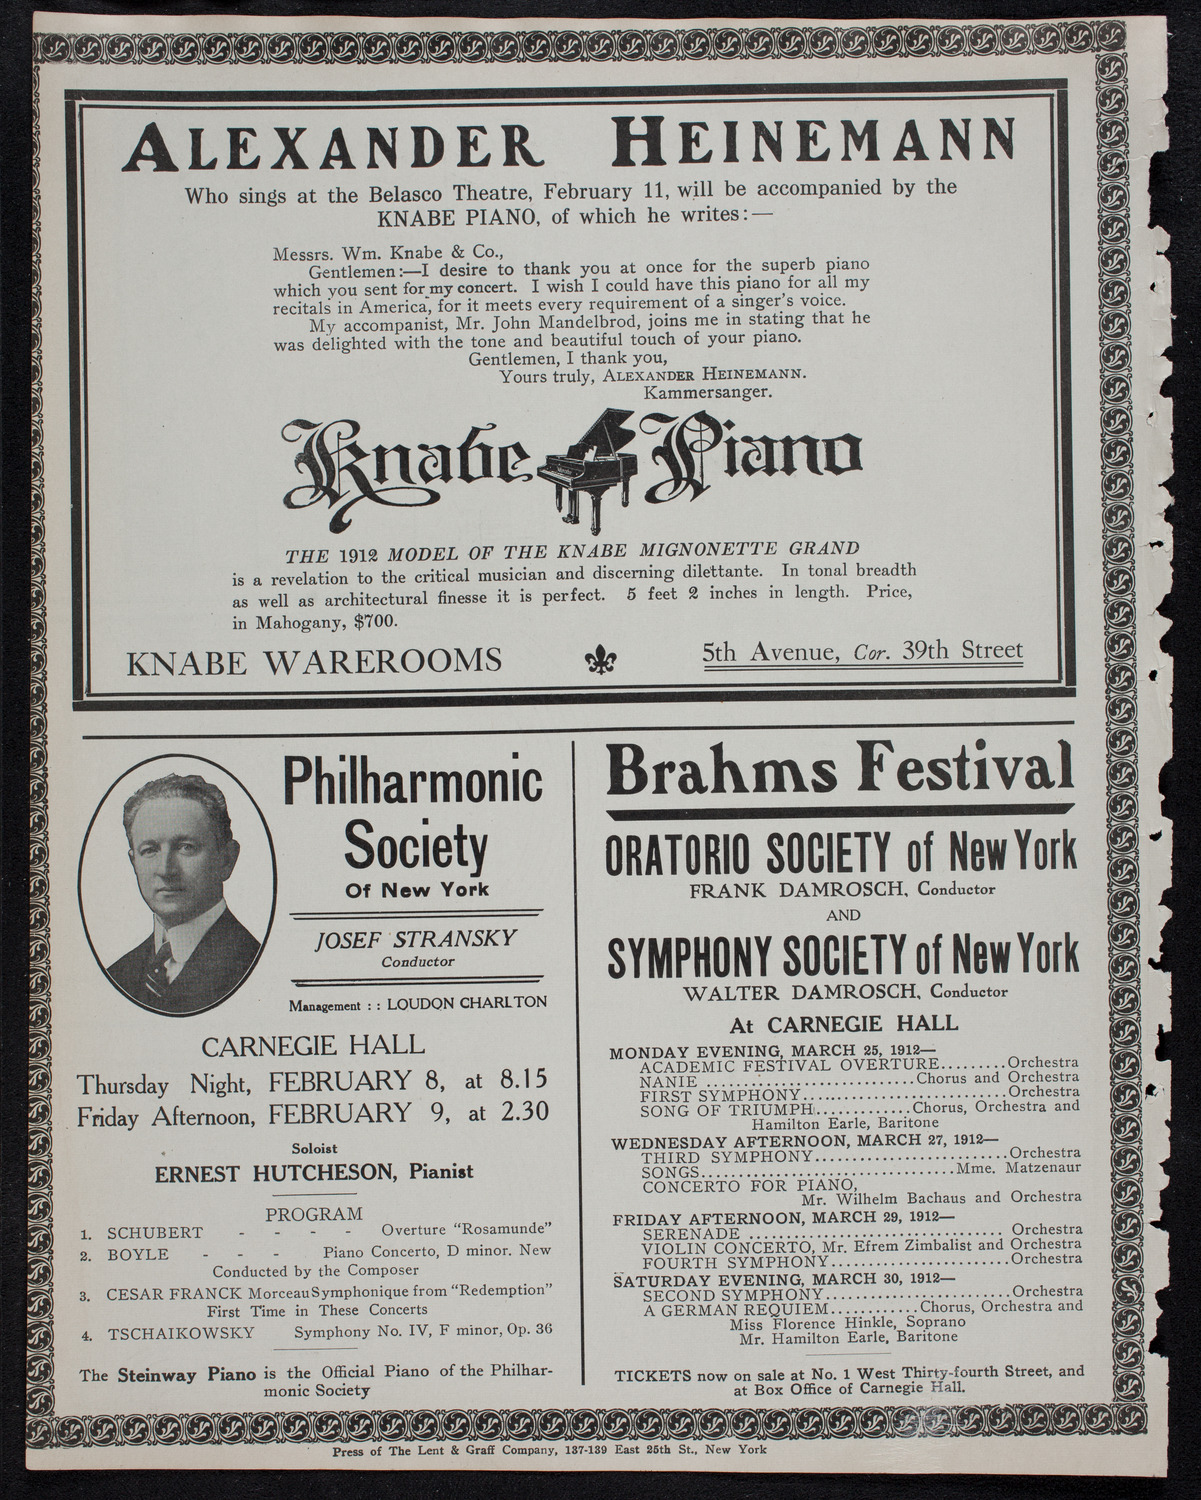 ALEXANDER HEINEMANN
Who sings at the Belasco Theatre, February 11, will be accompanied by the
KNABE PIANO, of which he writes:—
Messrs. Wm. Knabe & Co.,
Gentlemen:—I desire to thank you at once for the superb piano
which you sent for my concert. I wish I could have this piano for all my
recitals in America, for it meets every requirement of a singer's voice.
My accompanist, Mr. John Mandelbrod, joins me in stating that he
was delighted with the tone and beautiful touch of your piano.
Gentlemen, I thank you,
Yours truly, ALEXANDER HEINEMANN.
Kammersanger.
Knabe Piano
THE 1912 MODEL OF THE KNABE MIGNONETTE GRAND
is a revelation to the critical musician and discerning dilettante. In tonal breadth
as well as architectural finesse it is perfect. 5 feet 2 inches in length. Price,
in Mahogany, $700.
KNABE WAREROOMS
5th Avenue, Cor. 39th Street
Philharmonic
Society
Of New York
JOSEF STRANSKY
Conductor
Management : : LOUDON CHARLTON
CARNEGIE HALL
Thursday Night, FEBRUARY 8, at 8.15
Friday Afternoon, FEBRUARY 9, at 2.30
Soloist
ERNEST HUTCHESON, Pianist
PROGRAM
1. SCHUBERT - - - - Overture "Rosamunde"
2. BOYLE - - - Piano Concerto, D minor. New
Conducted by the Composer
3. CESAR FRANCK Morceau Symphonique from "Redemption"
First Time in These Concerts
4. TSCHAIKOWSKY Symphony No. IV, F minor, Op. 36
The Steinway Piano is the Official Piano of the Philhar-
monic Society
Brahms Festival
ORATORIO SOCIETY of New York
FRANK DAMROSCH, Conductor
AND
SYMPHONY SOCIETY of New York
WALTER DAMROSCH, Conductor
At CARNEGIE HALL
MONDAY EVENING, MARCH 25, 1912—
ACADEMIC FESTIVAL OVERTURE.........Orchestra
NANIE ..............................Chorus and Orchestra
FIRST SYMPHONY.............................Orchestra
SONG OF TRIUMPH.............Chorus, Orchestra and
Hamilton Earle, Baritone
WEDNESDAY AFTERNOON, MARCH 27, 1912—
THIRD SYMPHONY............................Orchestra
SONGS.....................................Mme. Matzenaur
CONCERTO FOR PIANO,
Mr. Wilhelm Bachaus and Orchestra
FRIDAY AFTERNOON, MARCH 29, 1912—
SERENADE .................................... Orchestra
VIOLIN CONCERTO, Mr. Efrem Zimbalist and Orchestra
FOURTH SYMPHONY..........................Orchestra
SATURDAY EVENING, MARCH 30, 1912—
SECOND SYMPHONY...........................Orchestra
A GERMAN REQUIEM............Chorus, Orchestra and
Miss Florence Hinkle, Soprano
Mr. Hamilton Earle, Baritone
TICKETS now on sale at No. 1 West Thirty-fourth Street, and
at Box Office of Carnegie Hall.
Press of The Lent & Graff Company, 137-139 East 25th St., New York